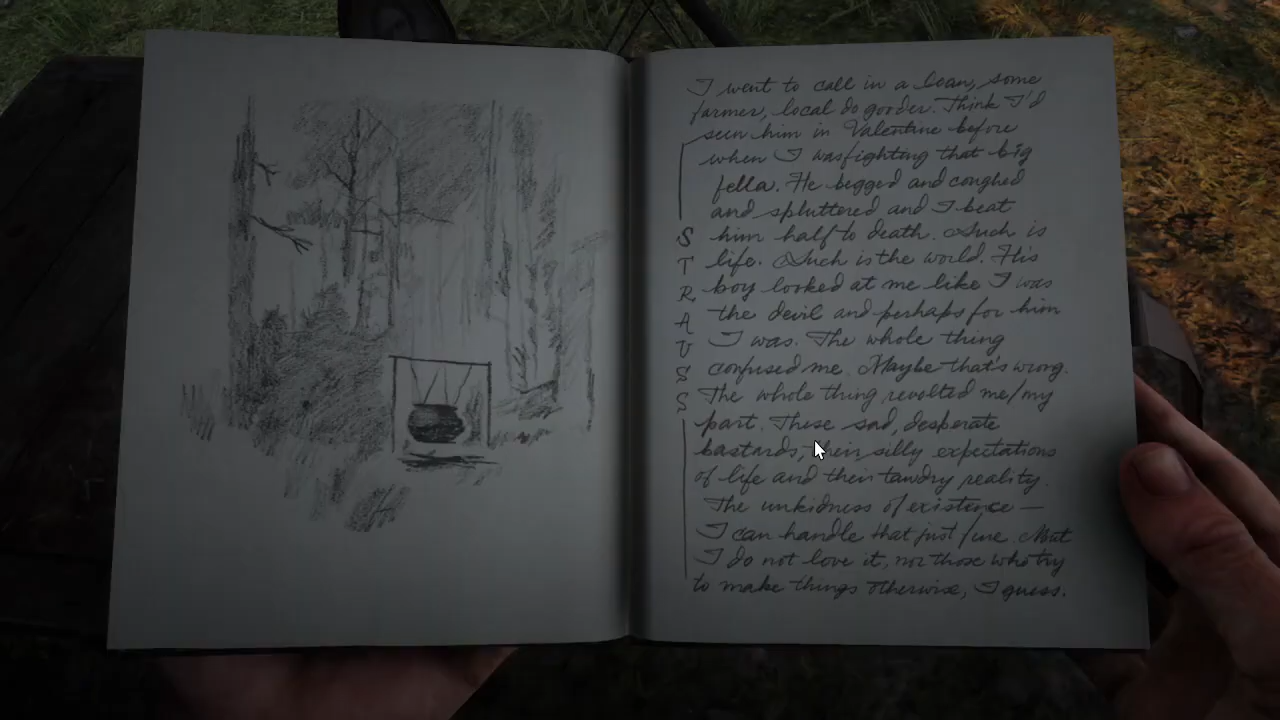 I went to call in a loan, some
farmer, local do gooder. Think I'd
seen him in Valentine before
when I was fighting that big
fella. He begged and coughed
and spluttered and I beat
him half to death. Such is
life. Such is the world. His
boy looked at me like I was
the devil and perhaps for him
I was. The whole thing
confused me. Maybe that's wrong.
The whole thing revolted me/my
part. These sad, desperate
bastards, their silly expectations
of life and their tawdry reality.
The unkidness of existence —
I can handle that just fine. But
I do not love it, nor those who try
to make things otherwise, I guess.
STRAUSS